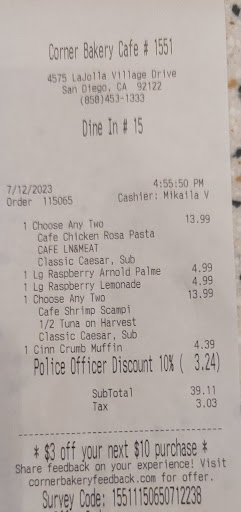 Corner Bakery Cafe # 1551
4575 LaJolla Village Drive
San Diego, CA 92122
(858)453-1333
Dine In # 15
7/12/2023 4:55:50 PM
Order 115065 Cashier: Mikaila V
1 Choose Any Two 13.99
Cafe Chicken Rosa Pasta
CAFE LN&MEAT
Classic Caesar, Sub
1 Lg Raspberry Arnold Palme 4.99
1 Lg Raspberry Lemonade 4.99
1 Choose Any Two 13.99
Cafe Shrimp Scampi
1/2 Tuna on Harvest
Classic Caesar, Sub
1 Cinn Crumb Muffin 4.39
Police Officer Discount 10% ( 3.24)
SubTotal 39.11
Tax 3.03
* $3 off your next $10 purchase *
Share feedback on your experience! Visit
cornerbakeryfeedback.com for offer.
Survey Code: 15511150650712238